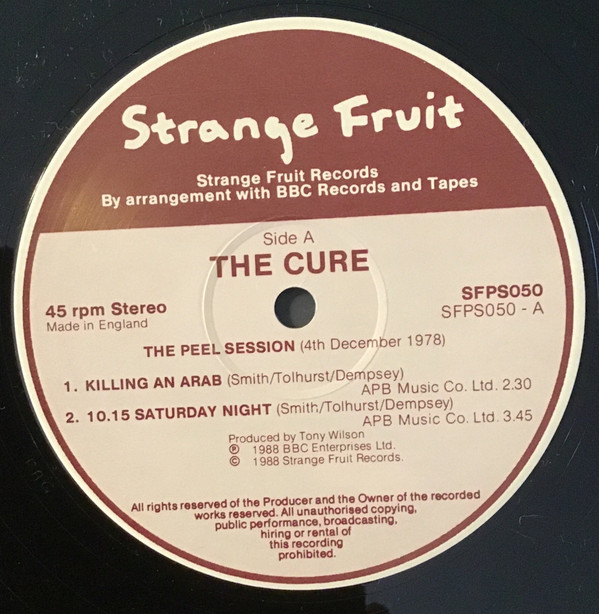 Strange Fruit
Strange Fruit Records
By arrangement with BBC Records and Tapes
Side A
THE CURE
45 rpm Stereo
Made in England
SFPS050
SFPS050 - A
THE PEEL SESSION (4th December 1978)
1. KILLING AN ARAB (Smith/Tolhurst/Dempsey)
APB Music Co. Ltd. 2.30
2. 10.15 SATURDAY NIGHT (Smith/Tolhurst/Dempsey)
APB Music Co. Ltd. 3.45
Produced by Tony Wilson
℗ 1988 BBC Enterprises Ltd.
© 1988 Strange Fruit Records.
All rights reserved of the Producer and the Owner of the recorded
works reserved. All unauthorised copying,
public performance, broadcasting,
hiring or rental of
this recording
prohibited.